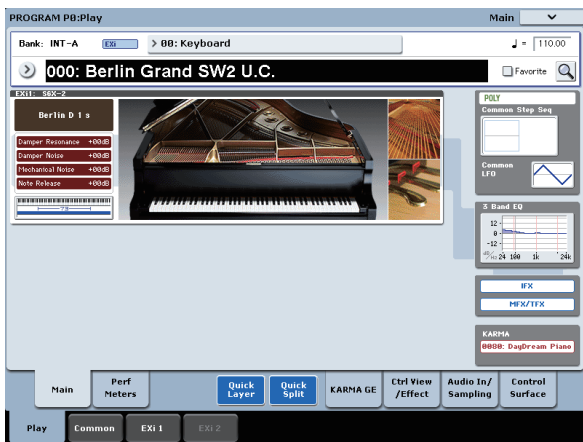 PROGRAM P0:Play
Main
Bank: INT-A
EXi
> 00: Keyboard
♩ = 110.00
000: Berlin Grand SW2 U.C.
Favorite
EXi1: SGX-2
Berlin D 1 s
Damper Resonance +00dB
Damper Noise +00dB
Mechanical Noise +00dB
Note Release +00dB
POLY
Common Step Seq
Common
LFO
3 Band EQ
12
0
-12
dB/Hz 24 100 1k 24k
IFX
MFX/TFX
KARMA
0080: DayDream Piano
Main
Perf
Meters
Quick
Layer
Quick
Split
KARMA GE
Ctrl View
/Effect
Audio In/
Sampling
Control
Surface
Play
Common
EXi 1
EXi 2